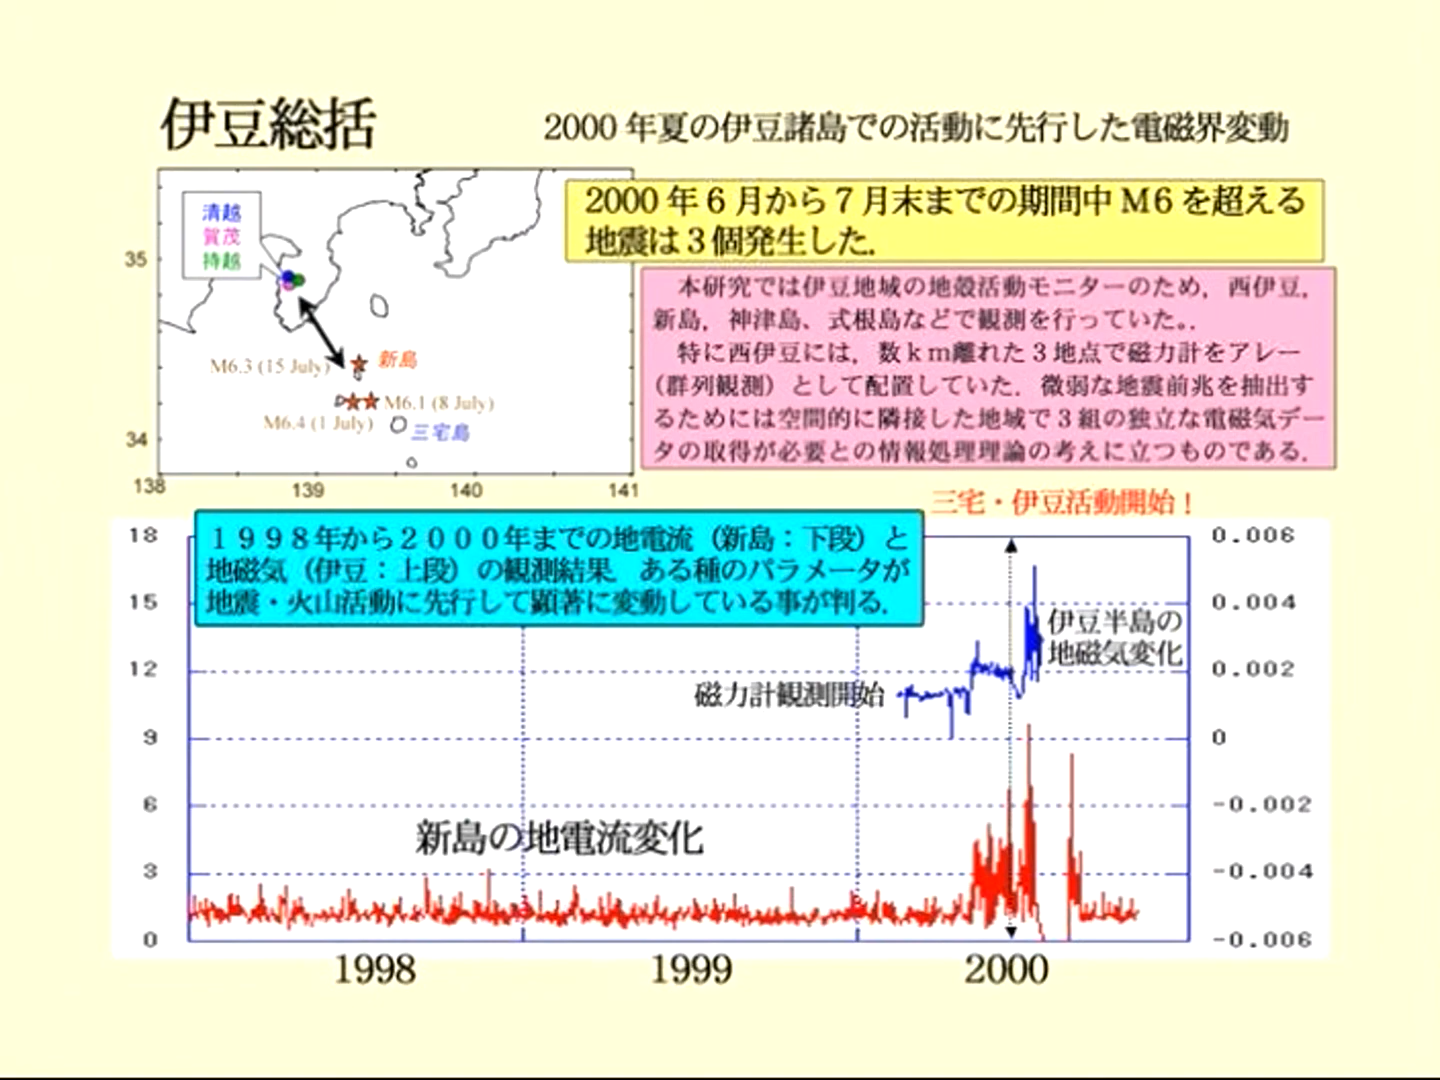 伊豆総括
2000 年夏の伊豆諸島での活動に先行した電磁界変動
2000 年 6 月から 7 月末までの期間中 M6 を超える
地震は 3 個発生した.
清越
賀茂
持越
35
34
138
139
140
141
M6.3 (15 July)
新島
M6.1 (8 July)
M6.4 (1 July)
三宅島
本研究では伊豆地域の地殻活動モニターのため，西伊豆，
新島，神津島、式根島などで観測を行っていた。.
特に西伊豆には，数ｋｍ離れた３地点で磁力計をアレー
（群列観測）として配置していた．微弱な地震前兆を抽出す
るためには空間的に隣接した地域で３組の独立な電磁気デー
タの取得が必要との情報処理理論の考えに立つものである．
三宅・伊豆活動開始！
１９９８年から２０００年までの地電流（新島：下段）と
地磁気（伊豆：上段）の観測結果．ある種のパラメータが
地震・火山活動に先行して顕著に変動している事が判る．
18
15
12
9
6
3
0
0.006
0.004
0.002
0
-0.002
-0.004
-0.006
伊豆半島の
地磁気変化
磁力計観測開始
新島の地電流変化
1998
1999
2000